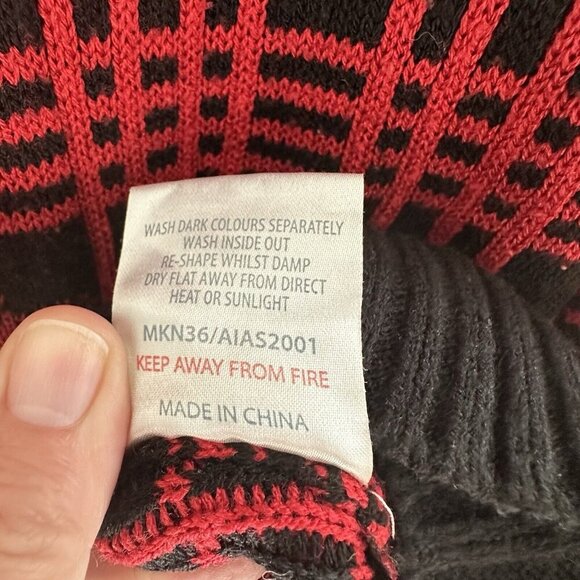 WASH DARK COLOURS SEPARATELY
WASH INSIDE OUT
RE-SHAPE WHILST DAMP
DRY FLAT AWAY FROM DIRECT
HEAT OR SUNLIGHT
MKN36/AIAS2001
KEEP AWAY FROM FIRE
MADE IN CHINA